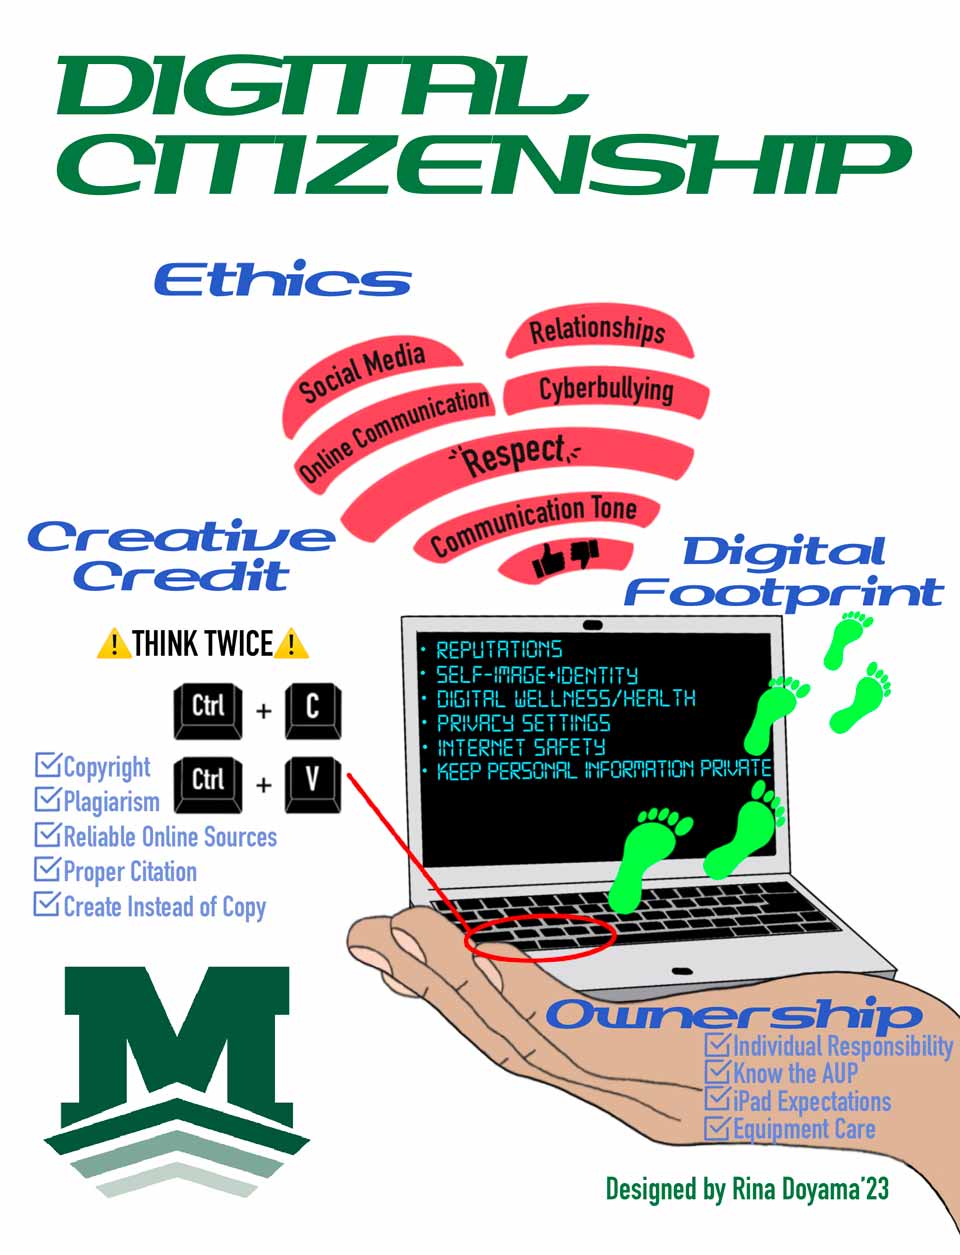 DIGITAL
CITIZENSHIP
Ethics
Social Media
Relationships
Online Communication
Cyberbullying
Respect
Communication Tone
Creative
Credit
Digital
Footprint
THINK TWICE
Ctrl + C
Ctrl + V
Copyright
Plagiarism
Reliable Online Sources
Proper Citation
Create Instead of Copy
• REPUTATIONS
• SELF-IMAGE+IDENTITY
• DIGITAL WELLNESS/HEALTH
• PRIVACY SETTINGS
• INTERNET SAFETY
• KEEP PERSONAL INFORMATION PRIVATE
Ownership
Individual Responsibility
Know the AUP
iPad Expectations
Equipment Care
M
Designed by Rina Doyama'23